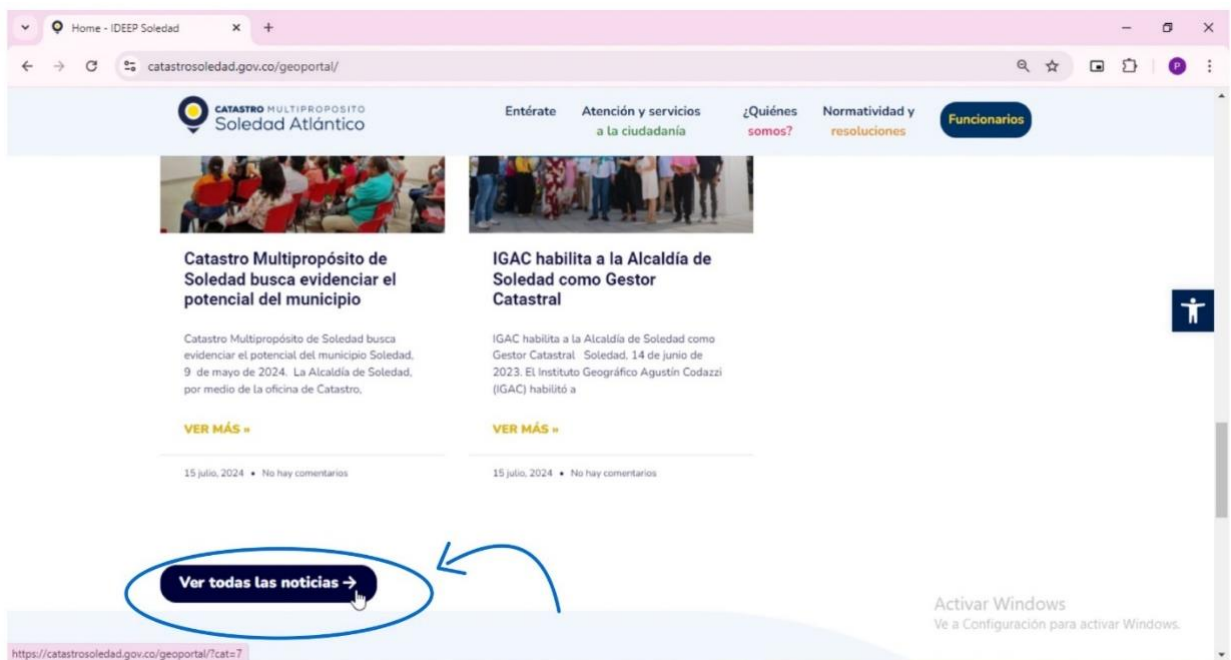 Home - IDEEP Soledad
catastrosoledad.gov.co/geoportal/
P
CATASTRO MULTIPROPOSITO
Soledad Atlántico
Entérate
Atención y servicios
a la ciudadanía
¿Quiénes
somos?
Normatividad y
resoluciones
Funcionarios
Catastro Multipropósito de
Soledad busca evidenciar el
potencial del municipio
Catastro Multipropósito de Soledad busca
evidenciar el potencial del municipio Soledad,
9 de mayo de 2024. La Alcaldía de Soledad,
por medio de la oficina de Catastro,
VER MÁS »
15 julio, 2024 • No hay comentarios
IGAC habilita a la Alcaldía de
Soledad como Gestor
Catastral
IGAC habilita a la Alcaldía de Soledad como
Gestor Catastral Soledad, 14 de junio de
2023. El Instituto Geográfico Agustín Codazzi
(IGAC) habilitó a
VER MÁS »
15 julio, 2024 • No hay comentarios
Ver todas las noticias →
Activar Windows
Ve a Configuración para activar Windows.
https://catastrosoledad.gov.co/geoportal/?cat=7